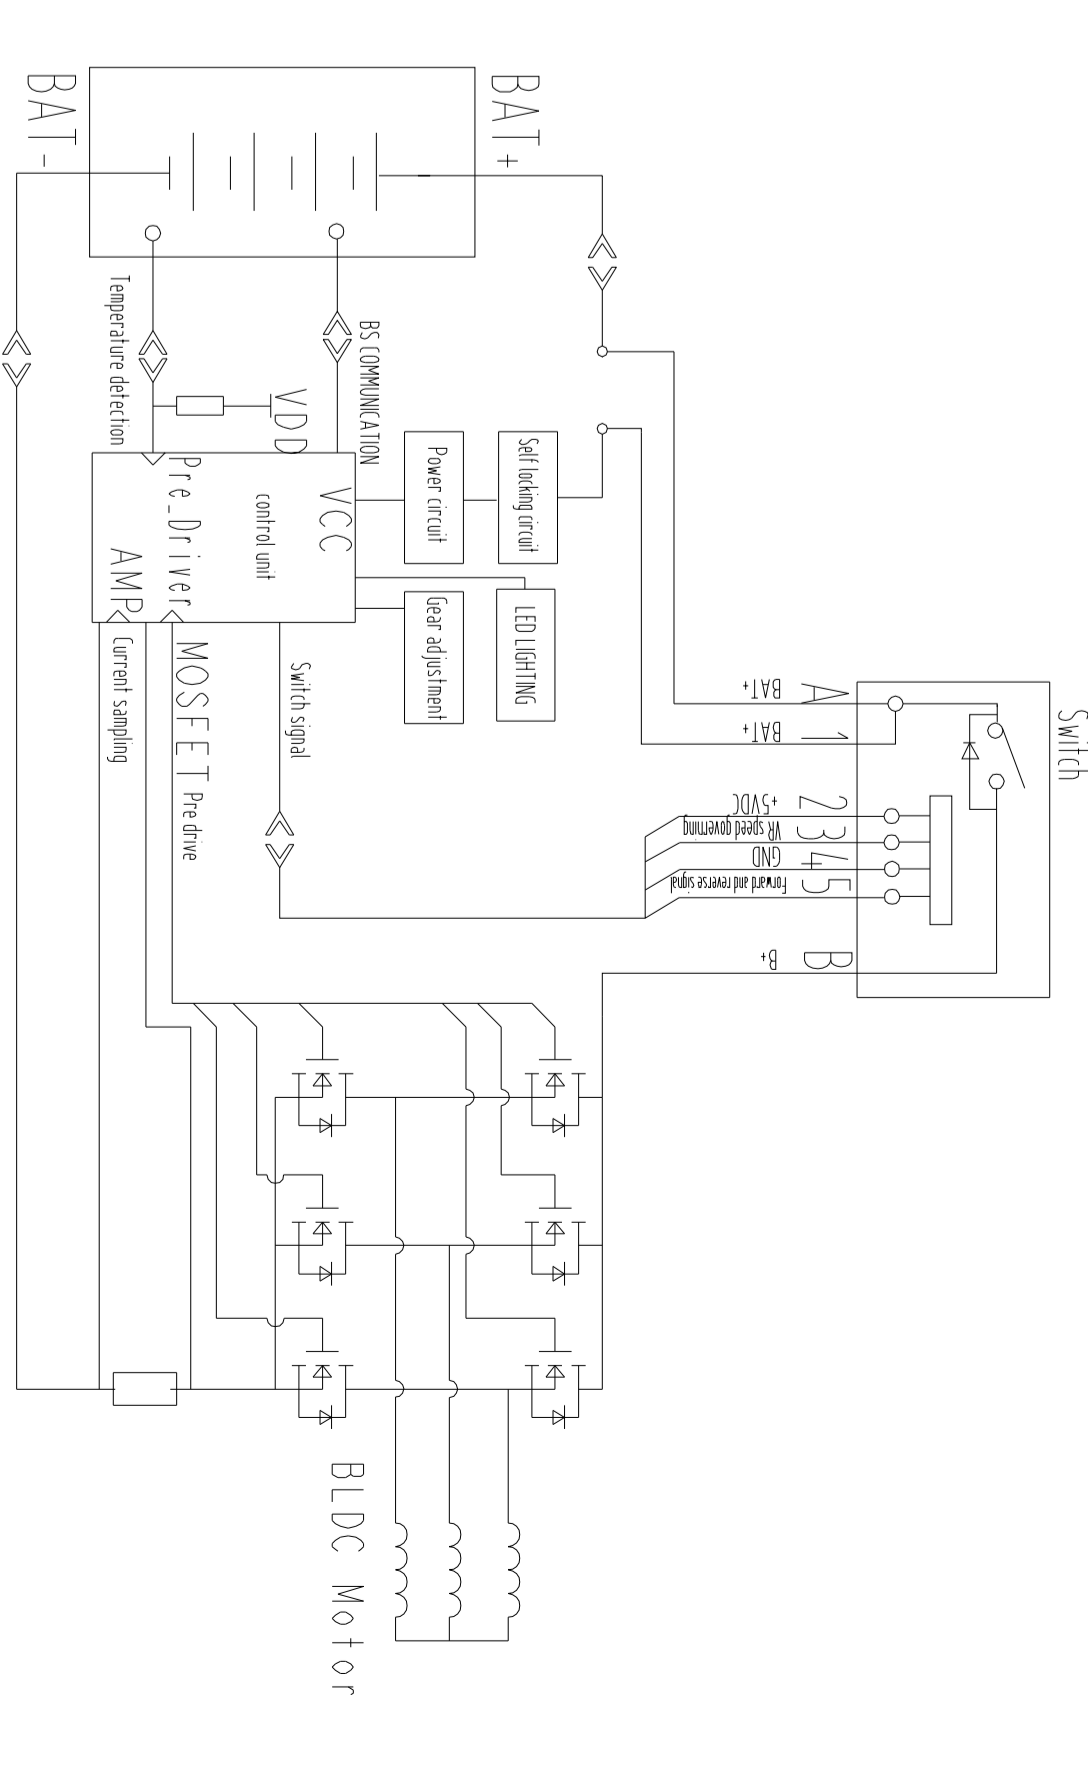 Switch
BAT+
BAT-
A
BAT+
1
BAT+
2
+5VDC
3
VR speed governing
4
GND
5
Forward and reverse signal
B
B+
Self locking circuit
Power circuit
LED LIGHTING
Gear adjustment
BS COMMUNICATION
Temperature detection
VDD
VCC
control unit
Pre_Driver
AMP
Switch signal
MOSFET Pre drive
Current sampling
BLDC Motor